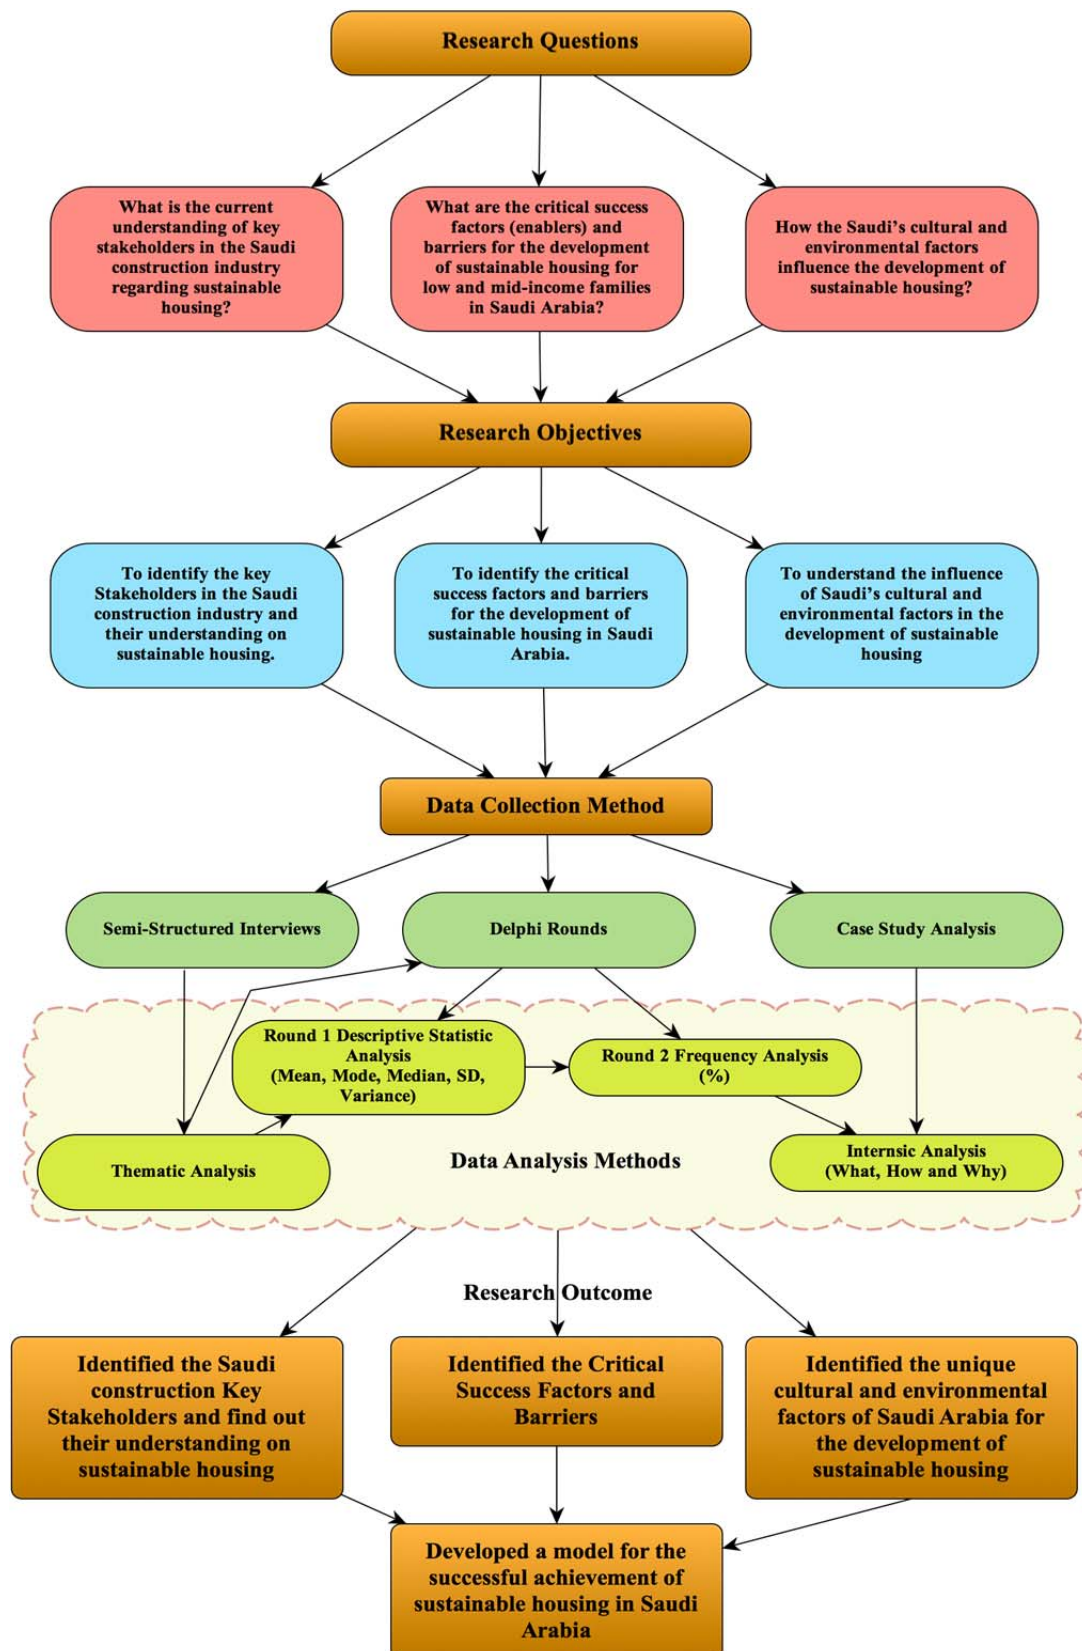 Research Questions
What is the current
understanding of key
stakeholders in the Saudi
construction industry
regarding sustainable
housing?
What are the critical success
factors (enablers) and
barriers for the development
of sustainable housing for
low and mid-income families
in Saudi Arabia?
How the Saudi's cultural and
environmental factors
influence the development of
sustainable housing?
Research Objectives
To identify the key
Stakeholders in the Saudi
construction industry and
their understanding on
sustainable housing.
To identify the critical
success factors and barriers
for the development of
sustainable housing in Saudi
Arabia.
To understand the influence
of Saudi's cultural and
environmental factors in the
development of sustainable
housing
Data Collection Method
Semi-Structured Interviews
Delphi Rounds
Case Study Analysis
Round 1 Descriptive Statistic
Analysis
(Mean, Mode, Median, SD,
Variance)
Round 2 Frequency Analysis
(%)
Thematic Analysis
Data Analysis Methods
Internsic Analysis
(What, How and Why)
Research Outcome
Identified the Saudi
construction Key
Stakeholders and find out
their understanding on
sustainable housing
Identified the Critical
Success Factors and
Barriers
Identified the unique
cultural and environmental
factors of Saudi Arabia for
the development of
sustainable housing
Developed a model for the
successful achievement of
sustainable housing in Saudi
Arabia